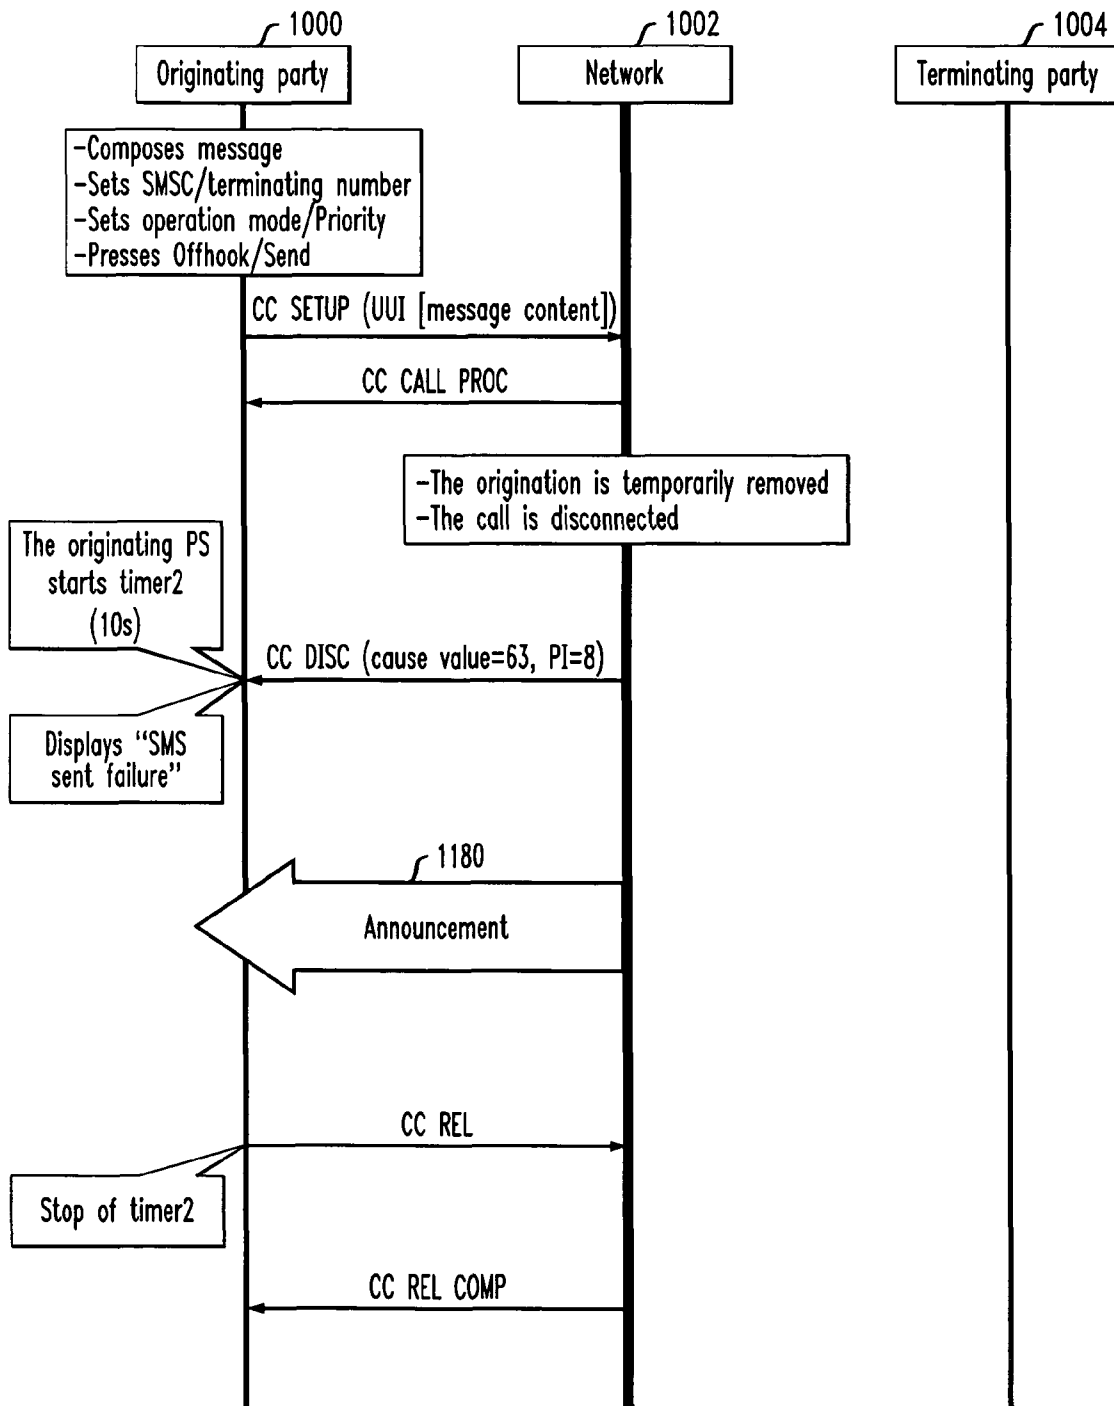 1000
1002
1004
Originating party
Network
Terminating party
-Composes message
-Sets SMSC/terminating number
-Sets operation mode/Priority
-Presses Offhook/Send
CC SETUP (UUI [message content])
CC CALL PROC
-The origination is temporarily removed
-The call is disconnected
The originating PS
starts timer2
(10s)
CC DISC (cause value=63, PI=8)
Displays “SMS
sent failure”
1180
Announcement
CC REL
Stop of timer2
CC REL COMP